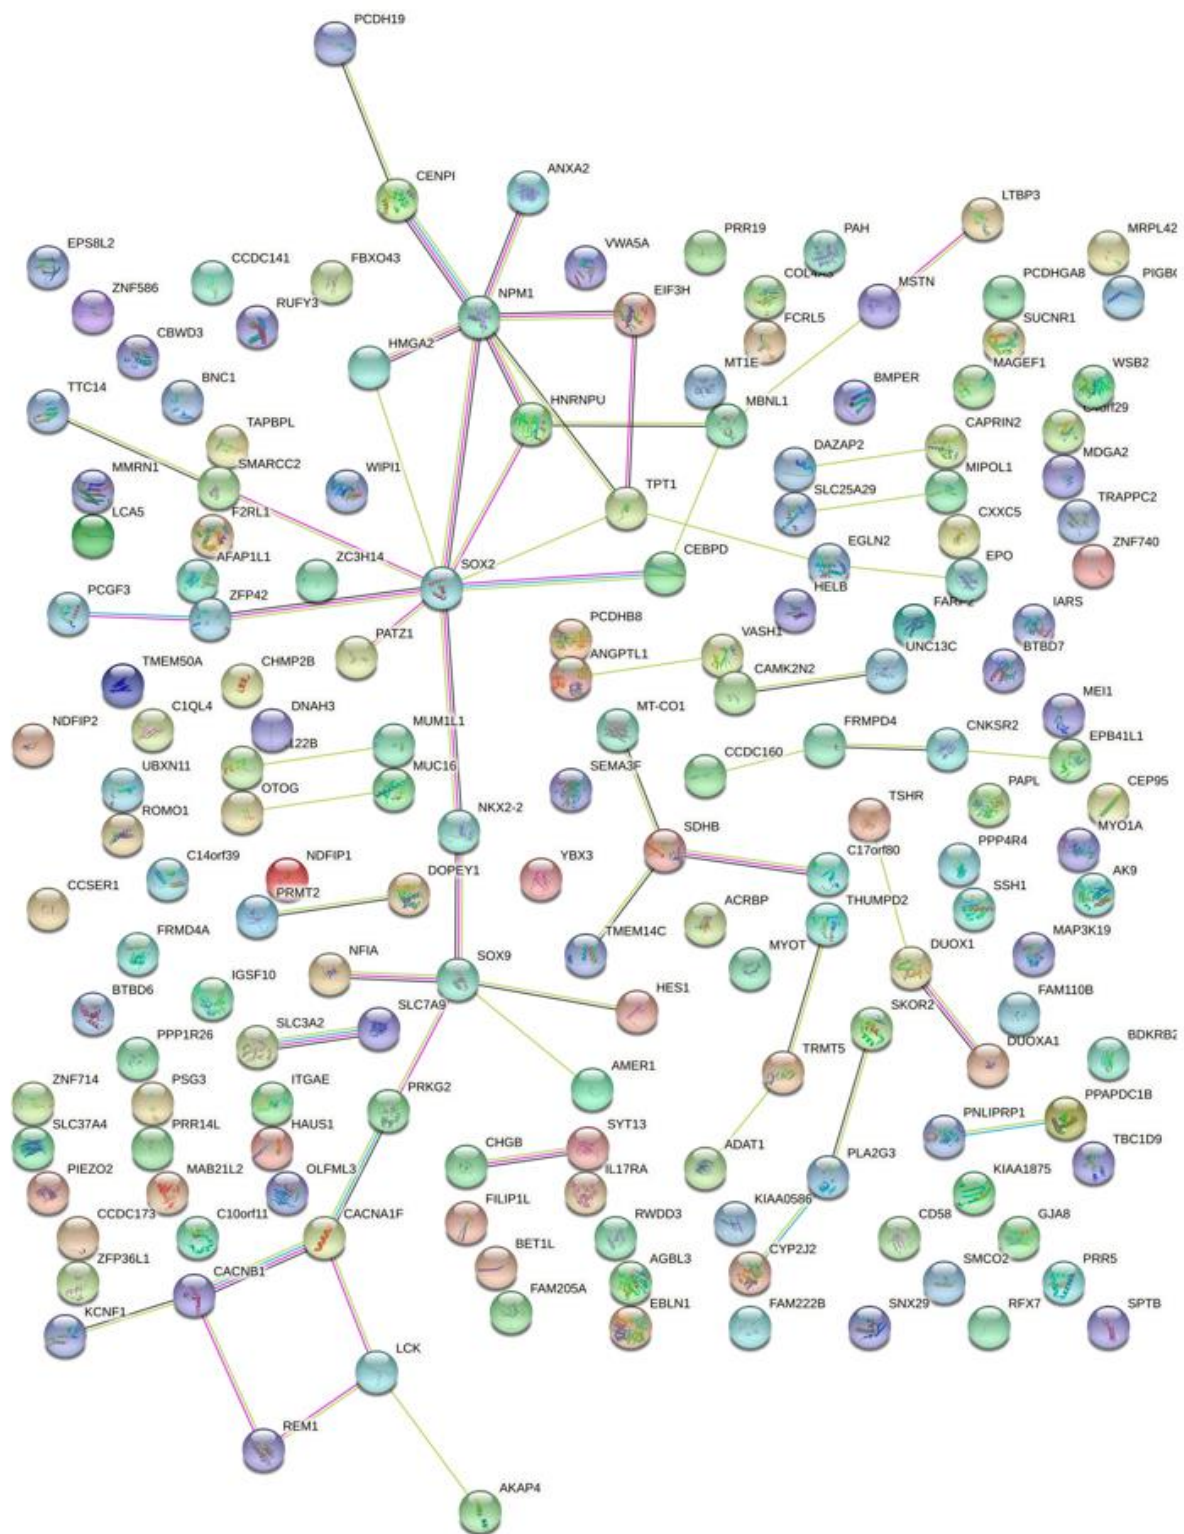 PCDH19
CENPI
ANXA2
LTBP3
EPS8L2
CCDC141
FBXO43
VWA5A
PRR19
PAH
MRPL42
ZNF586
RUFY3
NPM1
EIF3H
COL4A3
MSTN
PCDHGA8
CBWD3
HMGA2
FCRL5
SUCNR1
TTC14
BNC1
HNRNPU
MT1E
MBNL1
BMPER
MAGEF1
WSB2
TAPBPL
DAZAP2
CAPRIN2
MMRN1
SMARCC2
WIPI1
TPT1
SLC25A29
MIPOL1
MDGA2
LCA5
F2RL1
CXXC5
TRAPPC2
AFAP1L1
ZC3H14
SOX2
CEBPD
EGLN2
EPO
ZNF740
PCGF3
ZFP42
PATZ1
PCDHB8
HELB
IARS
TMEM50A
CHMP2B
ANGPTL1
VASH1
CAMK2N2
UNC13C
BTBD7
NDFIP2
C1QL4
DNAH3
MUM1L1
MT-CO1
FRMPD4
CNKSR2
MEI1
EPB41L1
UBXN11
MUC16
SEMA3F
CCDC160
PAPL
CEP95
ROMO1
OTOG
NKX2-2
SDHB
TSHR
MYO1A
C14orf39
NDFIP1
DOPEY1
YBX3
C17orf80
PPP4R4
AK9
CCSER1
PRMT2
ACRBP
THUMPD2
SSH1
FRMD4A
NFIA
TMEM14C
MYOT
DUOX1
MAP3K19
BTBD6
IGSF10
SOX9
HES1
SKOR2
FAM110B
PPP1R26
SLC3A2
SLC7A9
AMER1
TRMT5
DUOXA1
BDKRB2
ZNF714
PSG3
ITGAE
PRKG2
PNLIPRP1
PPAPDC1B
SLC37A4
PRR14L
HAUS1
CHGB
SYT13
ADAT1
PLA2G3
TBC1D9
PIEZO2
MAB21L2
OLFML3
IL17RA
KIAA1875
CCDC173
C10orf11
CACNA1F
FILIP1L
RWDD3
KIAA0586
CD58
GJA8
ZFP36L1
CACNB1
BET1L
AGBL3
CYP2J2
SMCO2
PRR5
KCNF1
FAM205A
EBLN1
FAM222B
SNX29
RFX7
SPTB
LCK
REM1
AKAP4